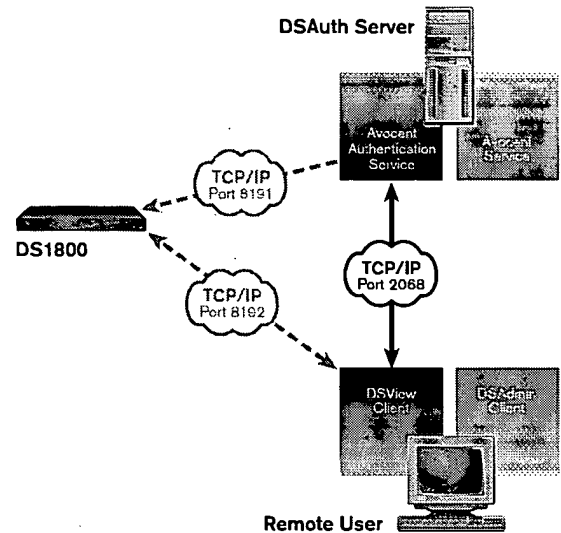 DSAuth Server
Avocent
Authentication
Service
Avocent
Service
TCP/IP
Port 8191
DS1800
TCP/IP
Port 2068
TCP/IP
Port 8192
DSView
Client
DSAdmin
Client
Remote User